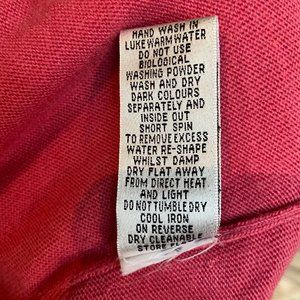 HAND WASH IN
LUKEWARM WATER
DO NOT USE
BIOLOGICAL
WASHING POWDER
WASH AND DRY
DARK COLOURS
SEPARATELY AND
INSIDE OUT
SHORT SPIN
TO REMOVE EXCESS
WATER RE-SHAPE
WHILST DAMP
DRY FLAT AWAY
FROM DIRECT HEAT
AND LIGHT
DO NOT TUMBLE DRY
COOL IRON
ON REVERSE
DRY CLEANABLE
STORE